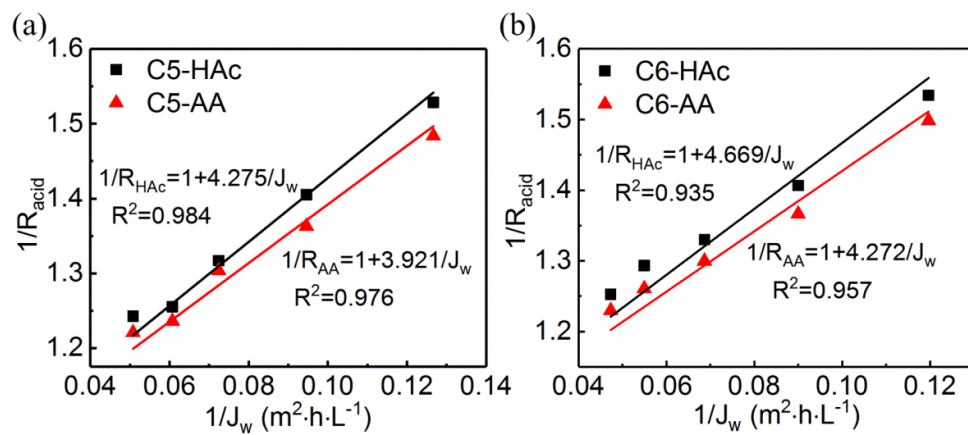 (a)
1.6
1.5
1.4
1.3
1.2
1/R_acid
C5-HAc
C5-AA
1/R_HAc=1+4.275/J_w
R²=0.984
1/R_AA=1+3.921/J_w
R²=0.976
0.04 0.06 0.08 0.10 0.12 0.14
1/J_w (m²·h·L⁻¹)
(b)
1.6
1.5
1.4
1.3
1.2
1/R_acid
C6-HAc
C6-AA
1/R_HAc=1+4.669/J_w
R²=0.935
1/R_AA=1+4.272/J_w
R²=0.957
0.04 0.06 0.08 0.10 0.12
1/J_w (m²·h·L⁻¹)